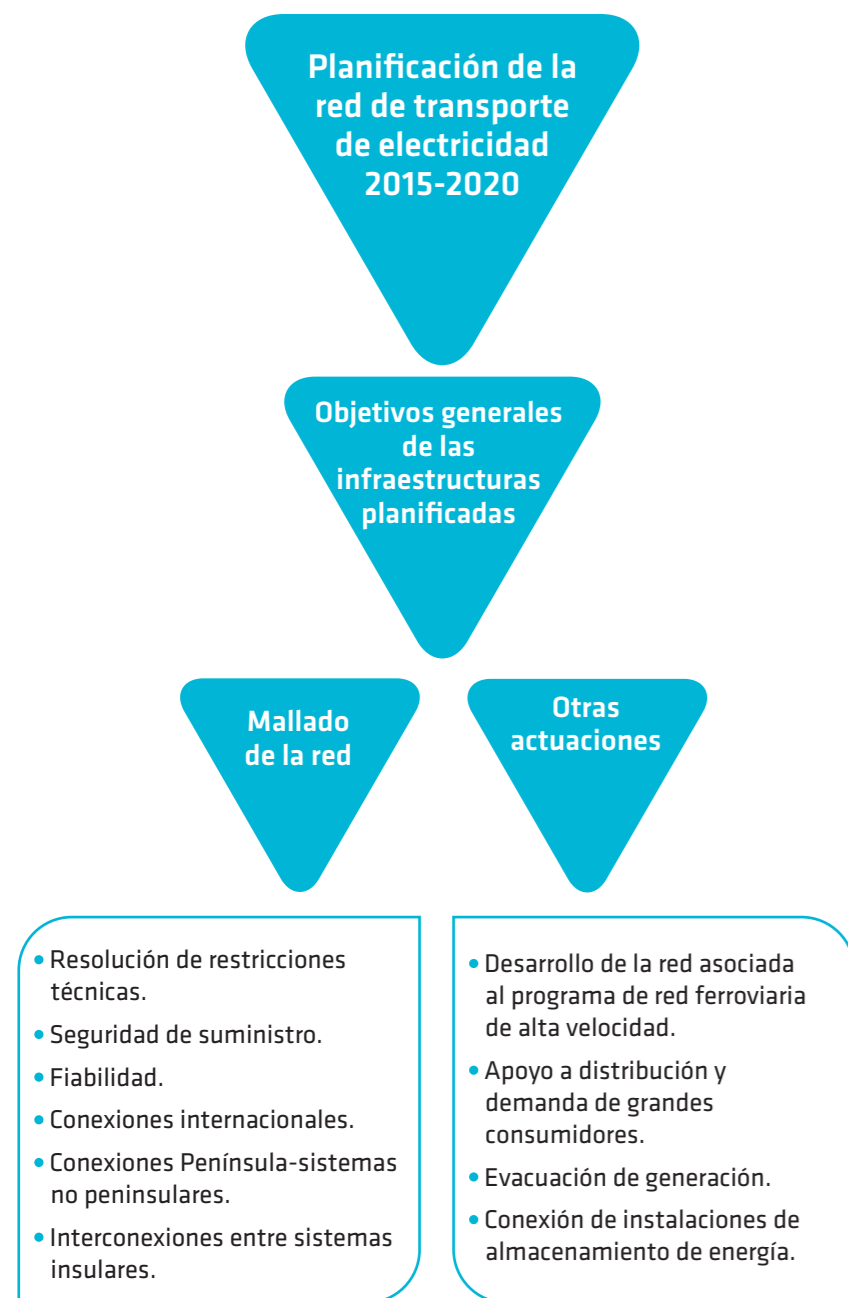 Planificación de la
red de transporte
de electricidad
2015-2020
Objetivos generales
de las
infraestructuras
planificadas
Mallado
de la red
Otras
actuaciones
• Resolución de restricciones
técnicas.
• Seguridad de suministro.
• Fiabilidad.
• Conexiones internacionales.
• Conexiones Península-sistemas
no peninsulares.
• Interconexiones entre sistemas
insulares.
• Desarrollo de la red asociada
al programa de red ferroviaria
de alta velocidad.
• Apoyo a distribución y
demanda de grandes
consumidores.
• Evacuación de generación.
• Conexión de instalaciones de
almacenamiento de energía.